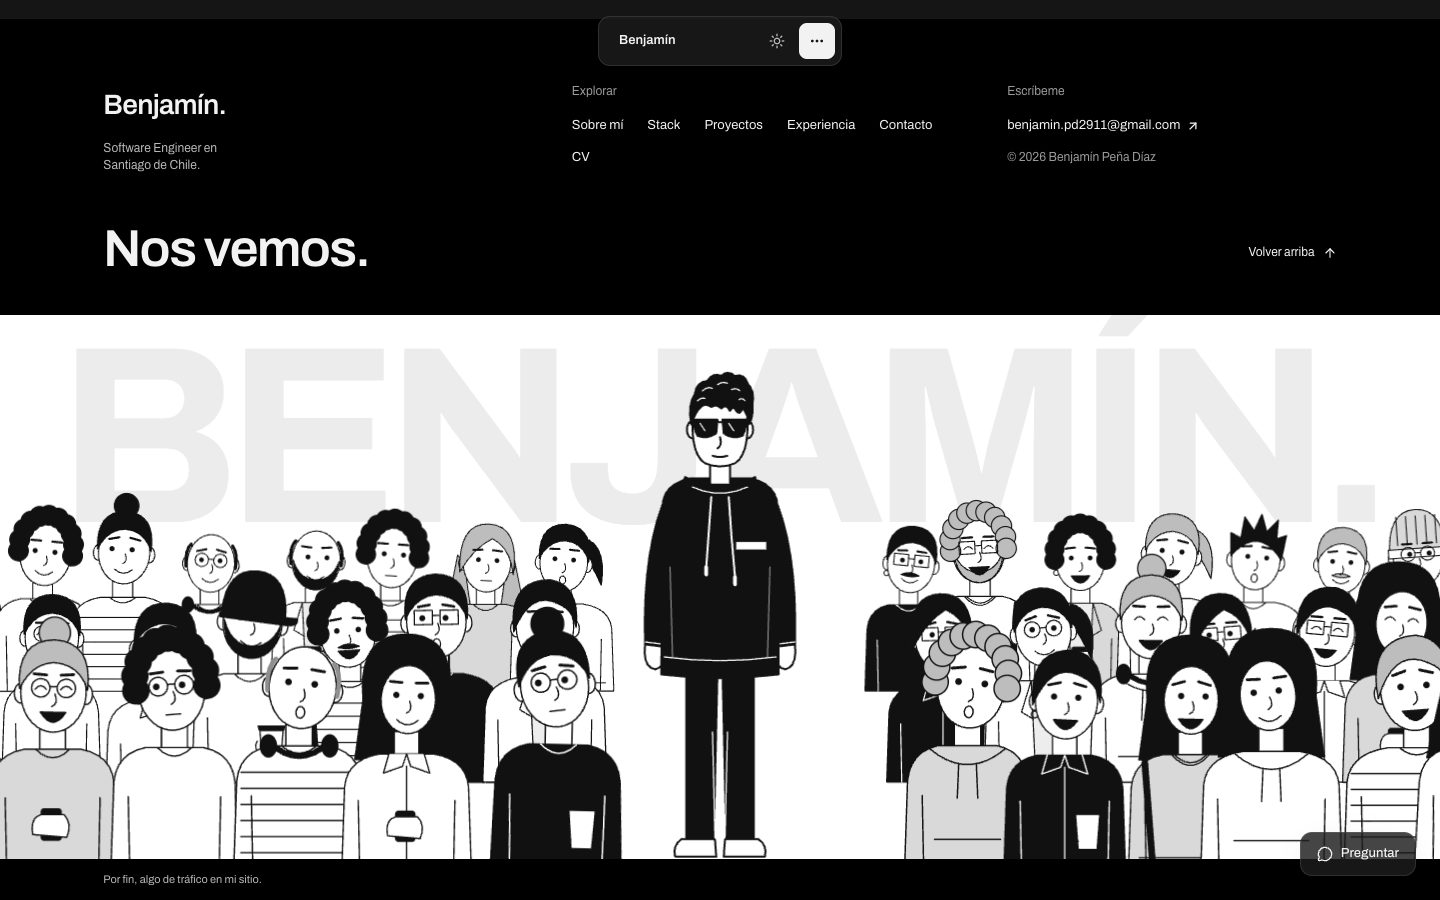 Benjamín
Benjamín.
Software Engineer en
Santiago de Chile.
Explorar
Sobre mí Stack Proyectos Experiencia Contacto
CV
Escríbeme
benjamin.pd2911@gmail.com
© 2026 Benjamín Peña Díaz
Nos vemos.
Volver arriba
BENJAMÍN.
Preguntar
Por fin, algo de tráfico en mi sitio.